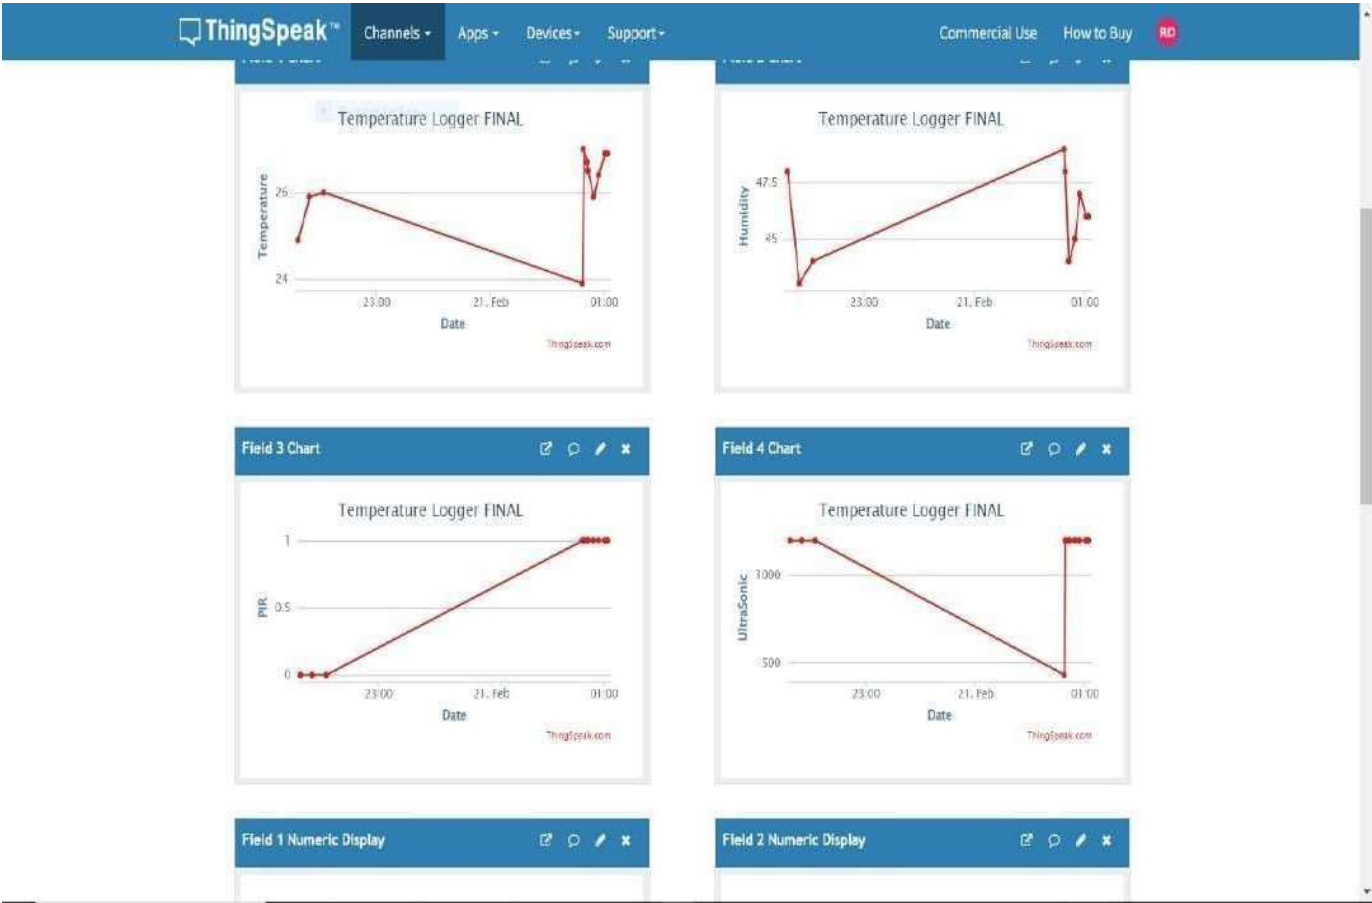 ThingSpeak™ Channels Apps Devices Support Commercial Use How to Buy RD
Temperature Logger FINAL
Temperature
26
24
23:00 21. Feb 01:00
Date
ThingSpeak.com
Temperature Logger FINAL
Humidity
47.5
45
23:00 21. Feb 01:00
Date
ThingSpeak.com
Field 3 Chart
Temperature Logger FINAL
PIR
1
0.5
0
23:00 21. Feb 01:00
Date
ThingSpeak.com
Field 4 Chart
Temperature Logger FINAL
UltraSonic
1000
500
23:00 21. Feb 01:00
Date
ThingSpeak.com
Field 1 Numeric Display
Field 2 Numeric Display